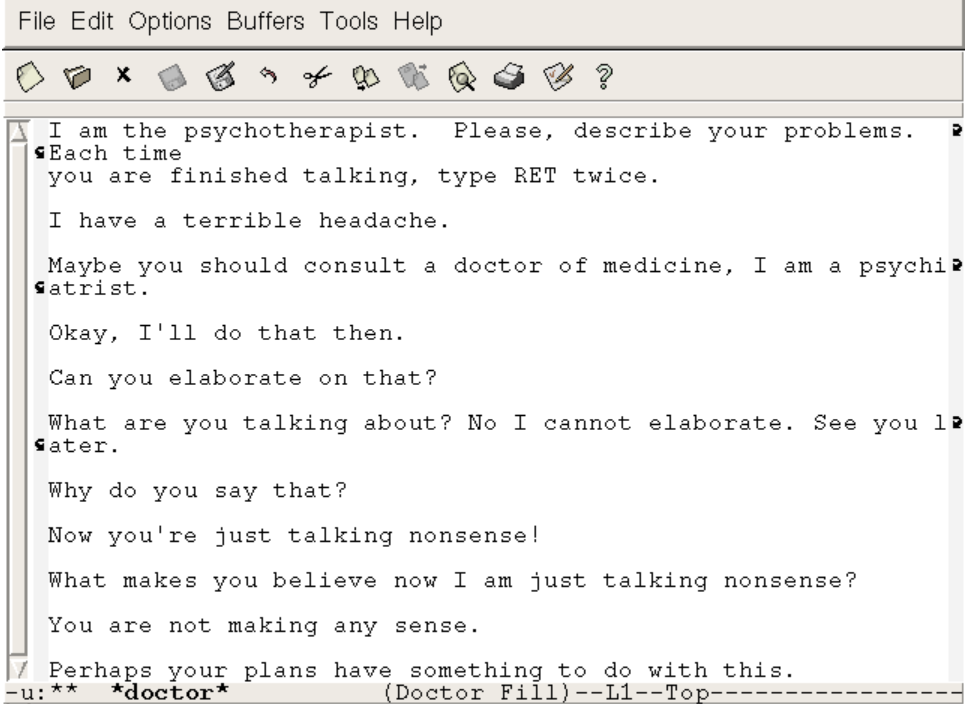 File Edit Options Buffers Tools Help
I am the psychotherapist.  Please, describe your problems.
Each time
you are finished talking, type RET twice.
I have a terrible headache.
Maybe you should consult a doctor of medicine, I am a psychi
atrist.
Okay, I'll do that then.
Can you elaborate on that?
What are you talking about? No I cannot elaborate. See you l
ater.
Why do you say that?
Now you're just talking nonsense!
What makes you believe now I am just talking nonsense?
You are not making any sense.
Perhaps your plans have something to do with this.
-u:**  *doctor*           (Doctor Fill)--L1--Top-----------------